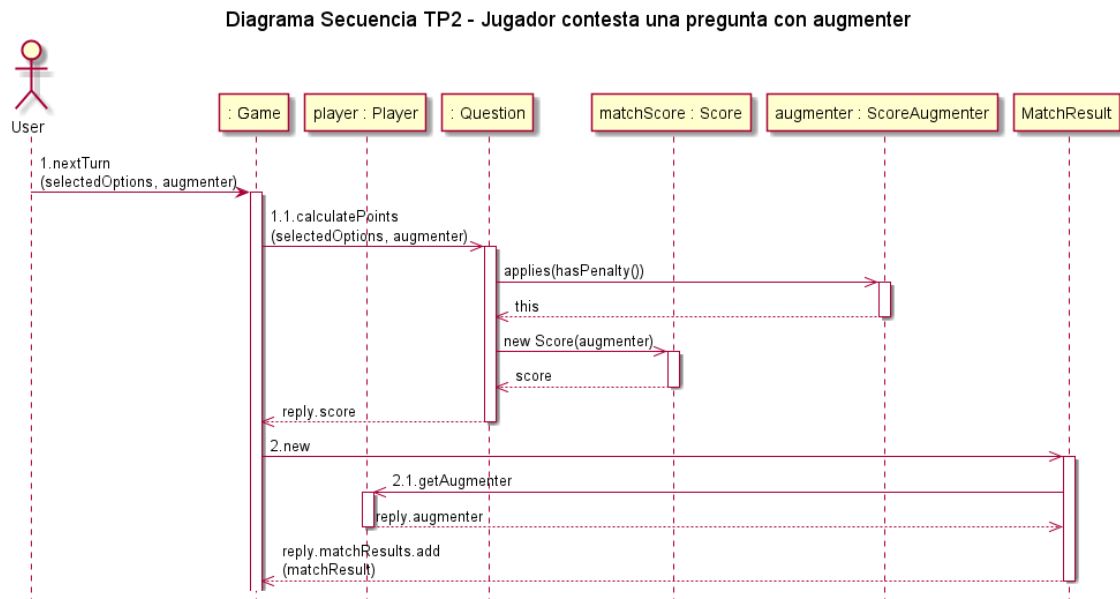 Diagrama Secuencia TP2 - Jugador contesta una pregunta con augmenter
User
: Game
player : Player
: Question
matchScore : Score
augmenter : ScoreAugmenter
MatchResult
1.nextTurn
(selectedOptions, augmenter)
1.1.calculatePoints
(selectedOptions, augmenter)
applies(hasPenalty())
this
new Score(augmenter)
score
reply.score
2.new
2.1.getAugmenter
reply.augmenter
reply.matchResults.add
(matchResult)